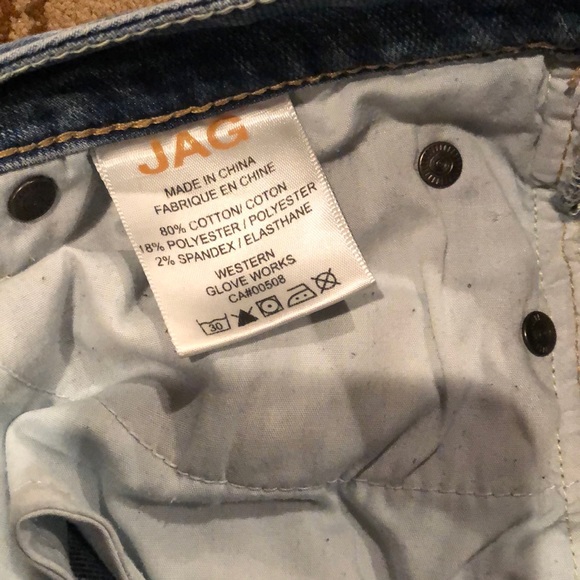 JAG
MADE IN CHINA
FABRIQUE EN CHINE
80% COTTON/ COTON
18% POLYESTER / POLYESTER
2% SPANDEX / ELASTHANE
WESTERN
GLOVE WORKS
CA#00508
30